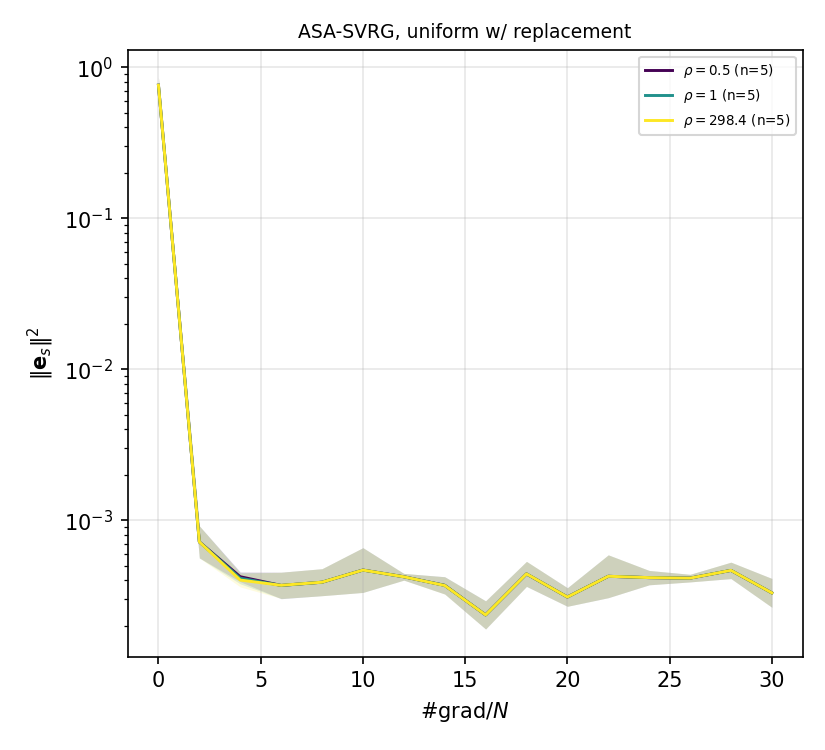 ASA-SVRG, uniform w/ replacement
ρ = 0.5 (n=5)
ρ = 1 (n=5)
ρ = 298.4 (n=5)
‖e_s‖²
10⁰
10⁻¹
10⁻²
10⁻³
0 5 10 15 20 25 30
#grad/N